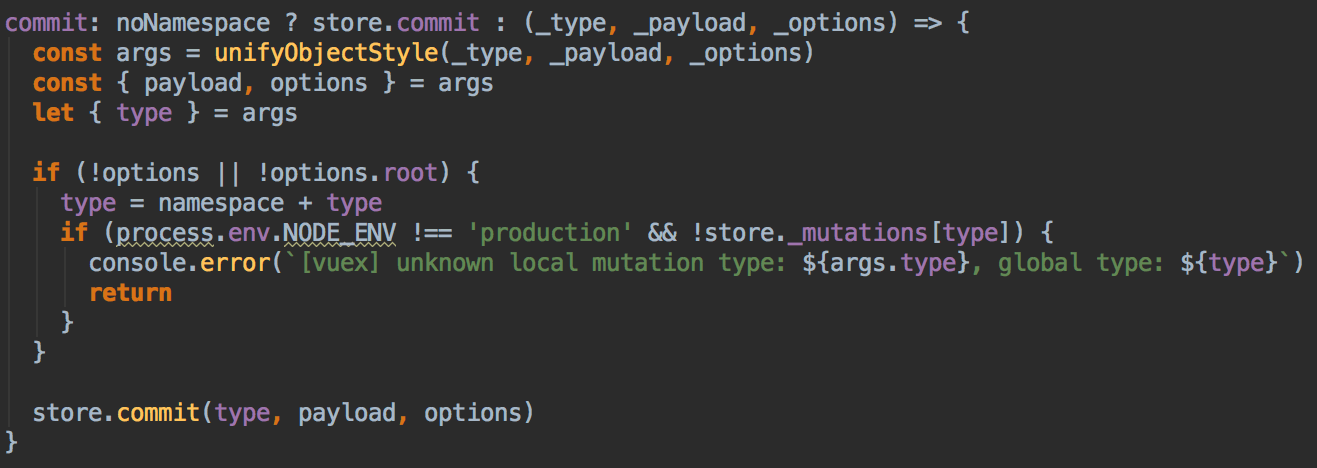 commit: noNamespace ? store.commit : (_type, _payload, _options) => {
  const args = unifyObjectStyle(_type, _payload, _options)
  const { payload, options } = args
  let { type } = args

  if (!options || !options.root) {
    type = namespace + type
    if (process.env.NODE_ENV !== 'production' && !store._mutations[type]) {
      console.error(`[vuex] unknown local mutation type: ${args.type}, global type: ${type}`)
      return
    }
  }

  store.commit(type, payload, options)
}